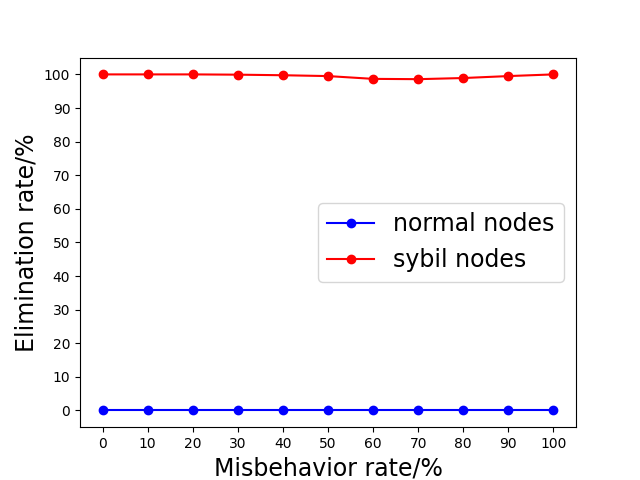 Elimination rate/%
100
90
80
70
60
50
40
30
20
10
0
normal nodes
sybil nodes
0 10 20 30 40 50 60 70 80 90 100
Misbehavior rate/%